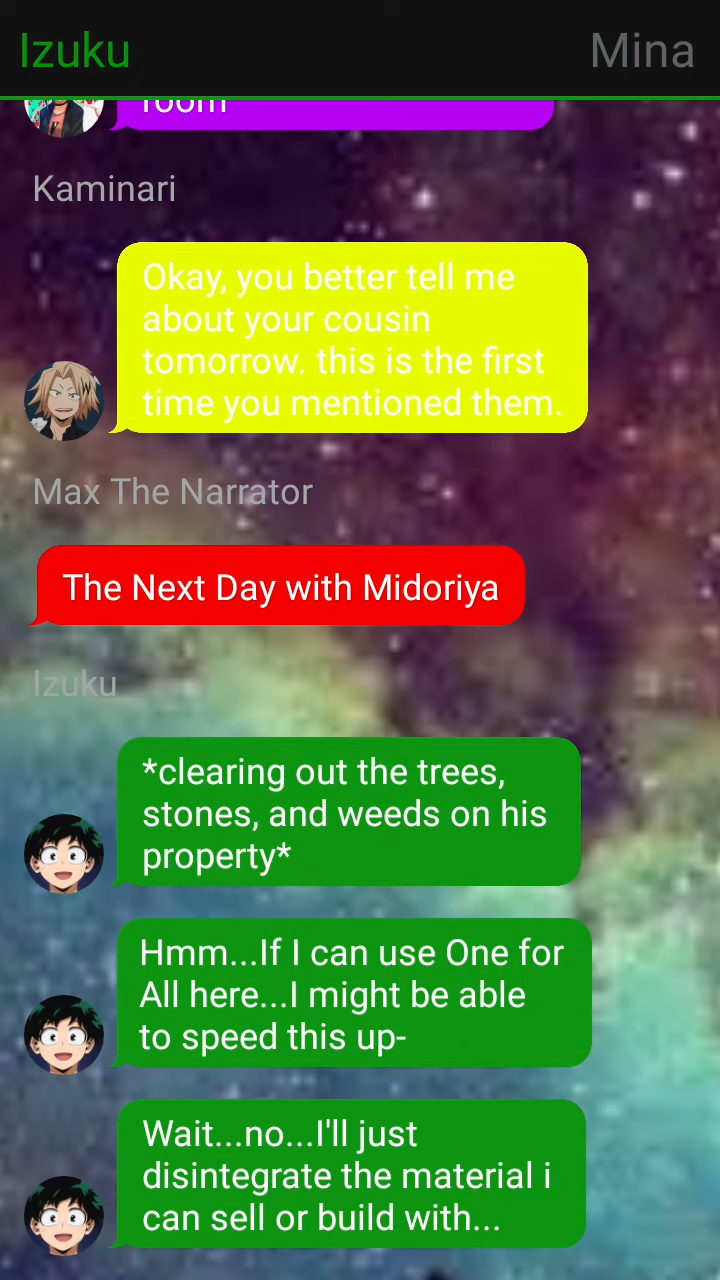 Izuku
Mina
room
Kaminari
Okay, you better tell me
about your cousin
tomorrow. this is the first
time you mentioned them.
Max The Narrator
The Next Day with Midoriya
Izuku
*clearing out the trees,
stones, and weeds on his
property*
Hmm...If I can use One for
All here...I might be able
to speed this up-
Wait...no...I'll just
disintegrate the material i
can sell or build with...